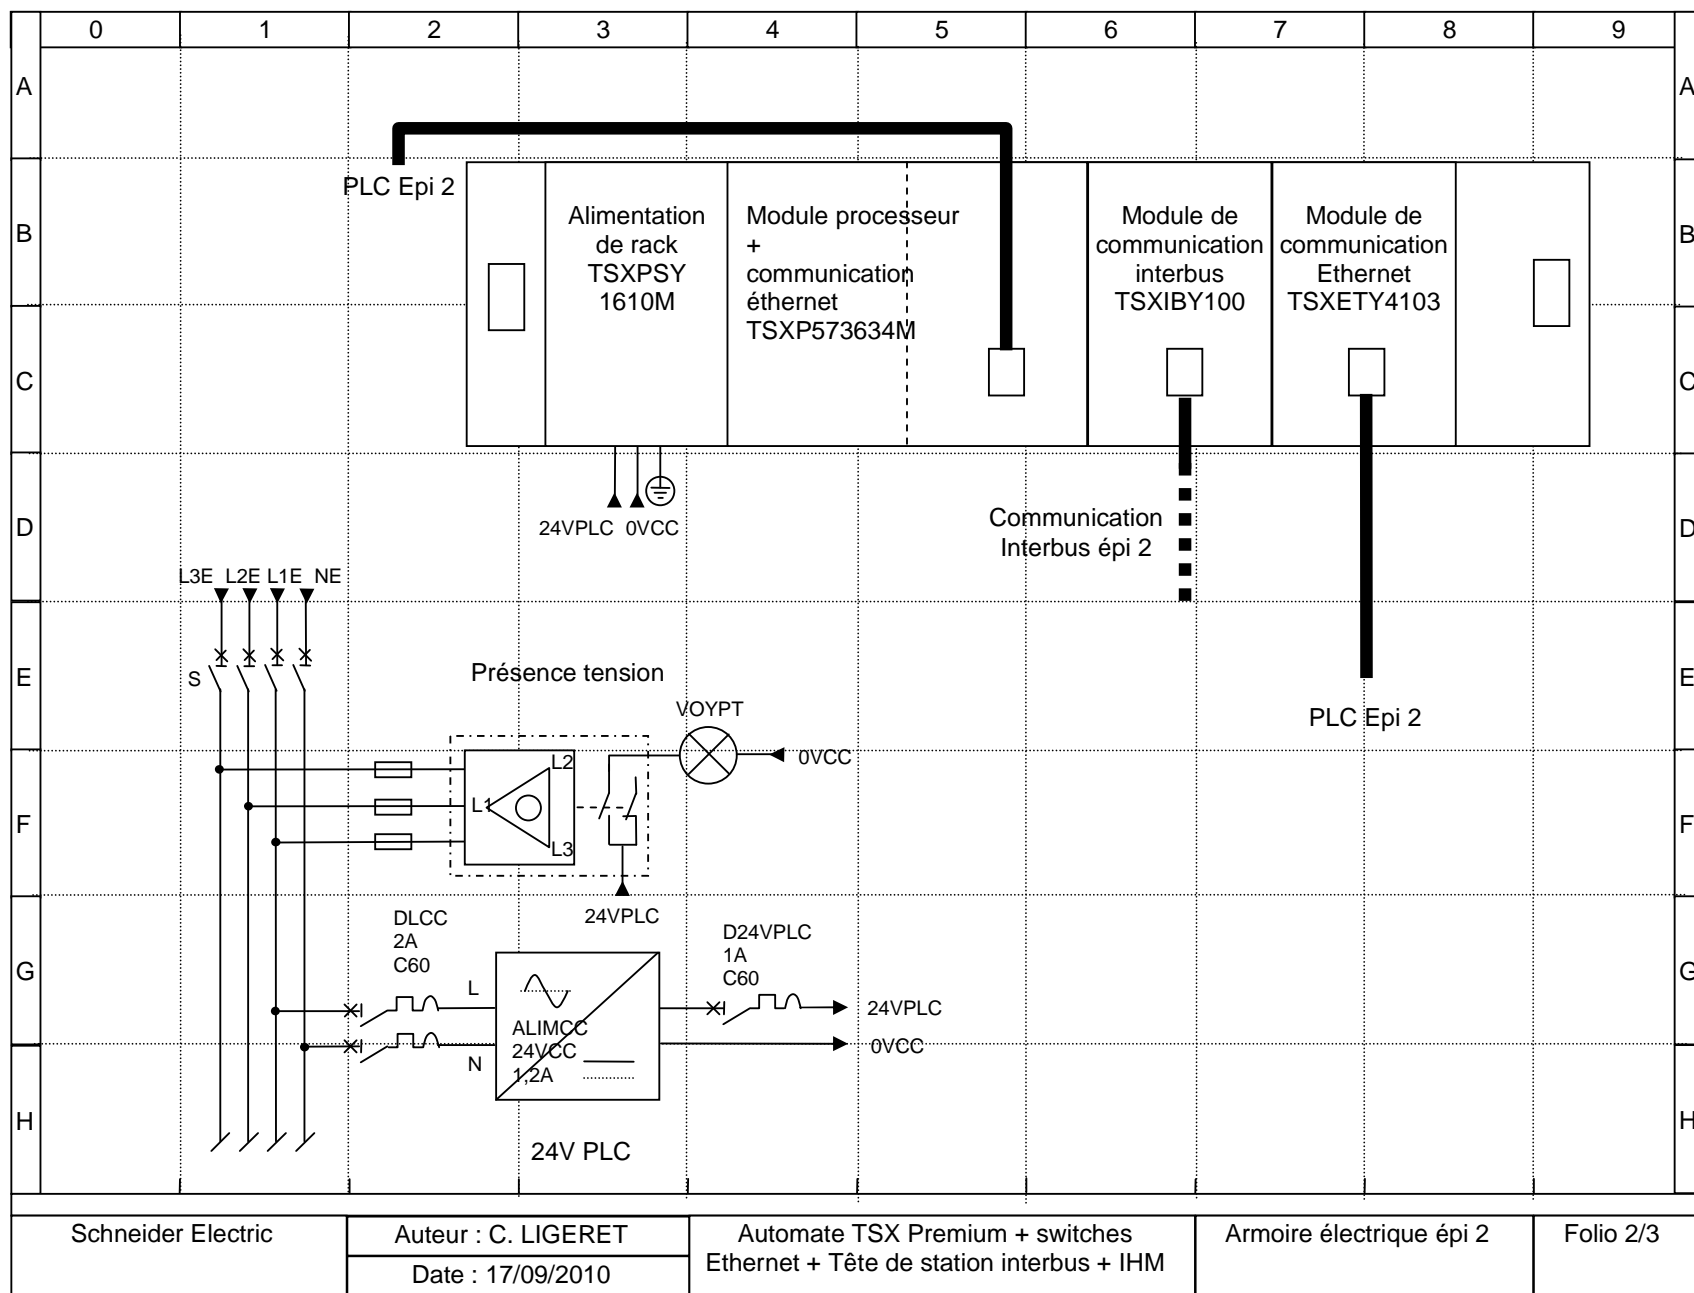 0 1 2 3 4 5 6 7 8 9
A A
PLC Epi 2
B B
Alimentation
de rack
TSXPSY
1610M
Module processeur
+
communication
éthernet
TSXP573634M
Module de
communication
interbus
TSXIBY100
Module de
communication
Ethernet
TSXETY4103
C C
24VPLC 0VCC
D D
Communication
Interbus épi 2
L3E L2E L1E NE
E E
S
Présence tension
VOYPT
PLC Epi 2
0VCC
L2
L1
L3
F F
24VPLC
DLCC
2A
C60
D24VPLC
1A
C60
G G
L
24VPLC
ALIMCC
24VCC
1,2A
0VCC
N
H H
24V PLC
Schneider Electric
Auteur : C. LIGERET
Date : 17/09/2010
Automate TSX Premium + switches
Ethernet + Tête de station interbus + IHM
Armoire électrique épi 2
Folio 2/3